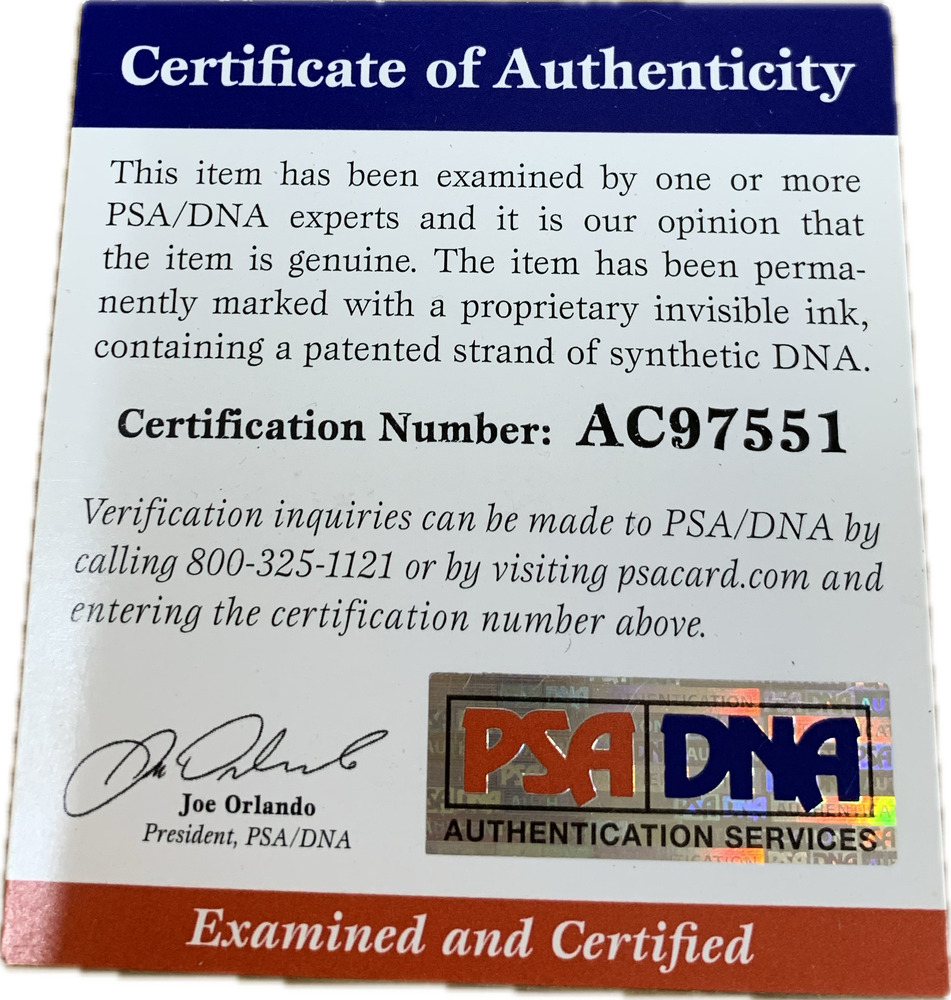 Certificate of Authenticity
This item has been examined by one or more
PSA/DNA experts and it is our opinion that
the item is genuine. The item has been perma-
nently marked with a proprietary invisible ink,
containing a patented strand of synthetic DNA.
Certification Number: AC97551
Verification inquiries can be made to PSA/DNA by
calling 800-325-1121 or by visiting psacard.com and
entering the certification number above.
Joe Orlando
President, PSA/DNA
PSA DNA
AUTHENTICATION SERVICES
Examined and Certified